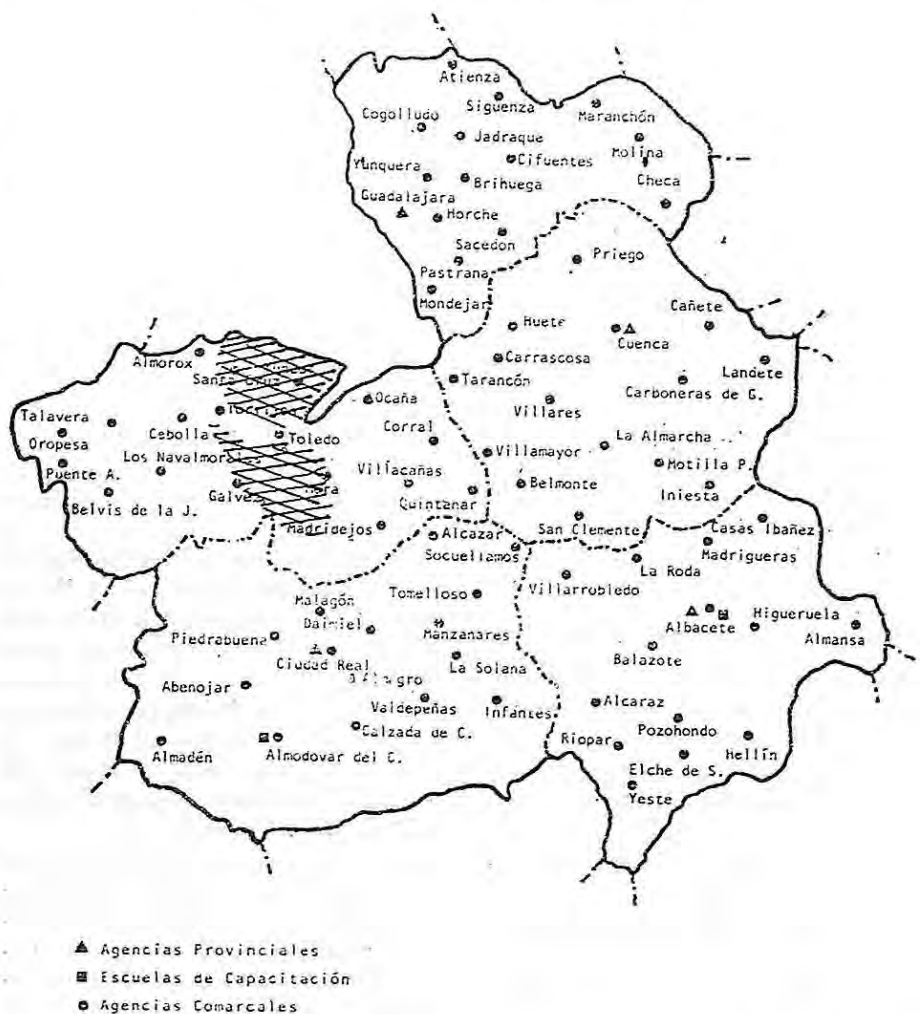 Atienza
Siguenza
Maranchón
Cogolludo
Jadraque
Molina
Cifuentes
Yunquera
Brihuega
Checa
Guadalajara
Horche
Sacedon
Priego
Pastrana
Mondejar
Huete
Cañete
Cuenca
Almorox
Carrascosa
Landete
Santa Cruz
Tarancón
Carboneras de G.
Ocaña
Villares
Talavera
Oropesa
Cebolla
Toledo
Corral
La Almarcha
Puente A.
Los Navalmorales
Villamayor
Motilla P.
Galvez
Villacañas
Belmonte
Iniesta
Belvis de la J.
Quintanar
Madridejos
Alcazar
San Clemente
Casas Ibañez
Socuellamos
Madrigueras
La Roda
Villarrobledo
Malagón
Tomelloso
Daimiel
Manzanares
Albacete
Higueruela
Almansa
Piedrabuena
Ciudad Real
La Solana
Balazote
Abenojar
Valdepeñas
Infantes
Alcaraz
Calzada de C.
Pozohondo
Almadén
Almodovar del C.
Riopar
Hellín
Elche de S.
Yeste
Agencias Provinciales
Escuelas de Capacitación
Agencias Comarcales